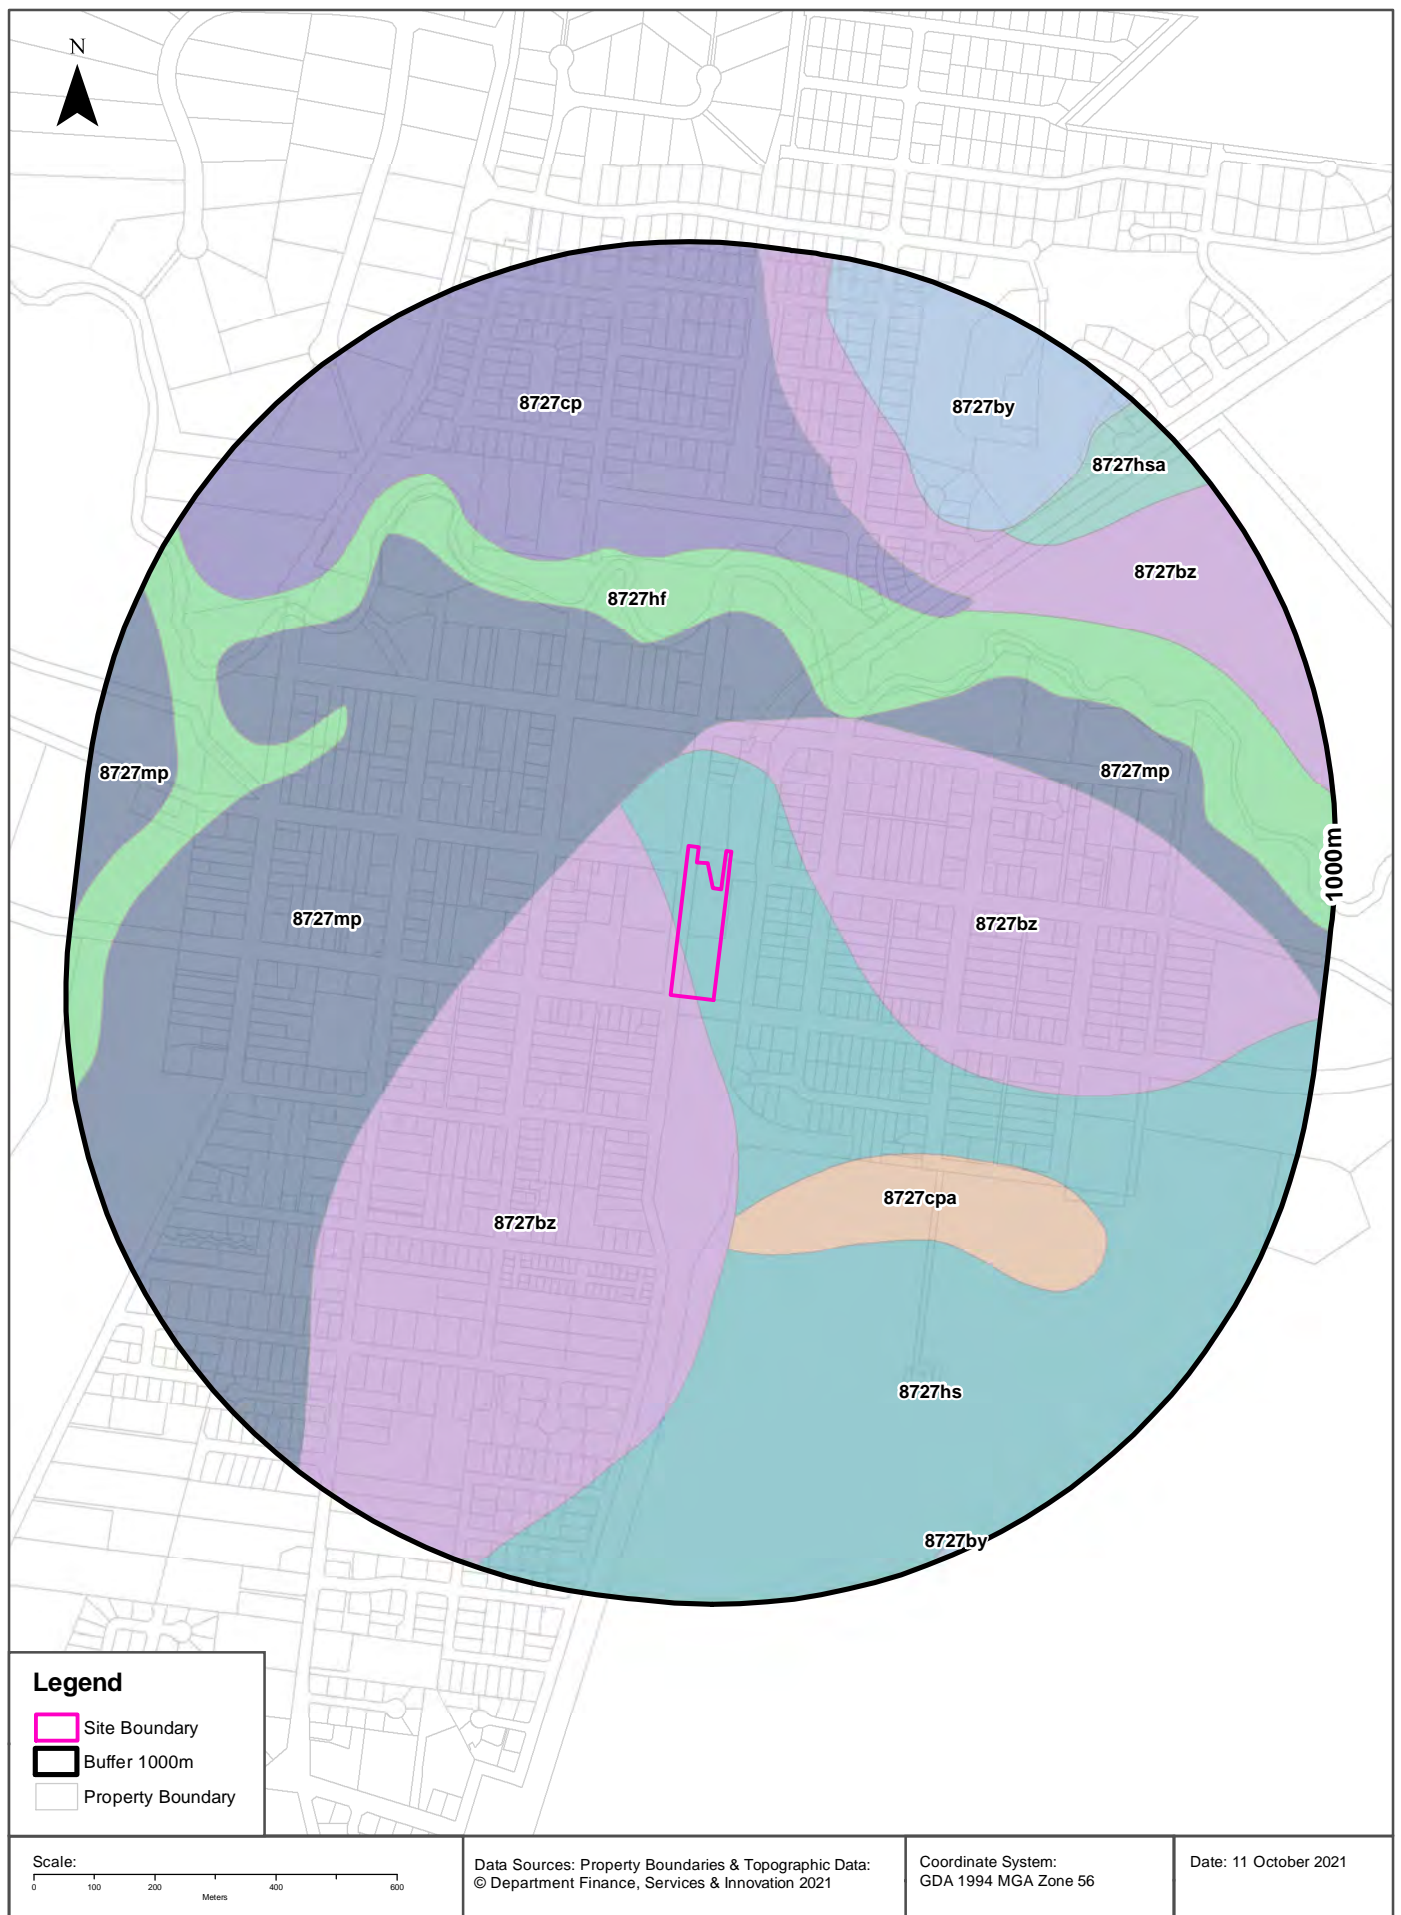 N
8727cp
8727by
8727hsa
8727bz
8727hf
8727mp
8727mp
1000m
8727mp
8727bz
8727cpa
8727bz
8727hs
8727by
Legend
Site Boundary
Buffer 1000m
Property Boundary
Scale:
0 100 200 400 600
Meters
Data Sources: Property Boundaries & Topographic Data:
© Department Finance, Services & Innovation 2021
Coordinate System:
GDA 1994 MGA Zone 56
Date: 11 October 2021